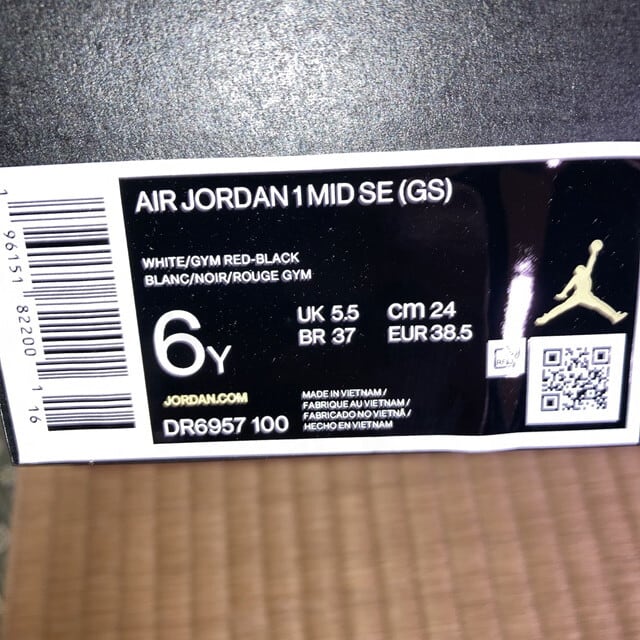 AIR JORDAN 1 MID SE (GS)
WHITE/GYM RED-BLACK
BLANC/NOIR/ROUGE GYM
6Y
UK 5.5 cm 24
BR 37 EUR 38.5
JORDAN.COM
DR6957 100
MADE IN VIETNAM /
FABRIQUE AU VIETNAM /
FABRICADO NO VIETNÃ /
HECHO EN VIETNAM
1 96151 82200 1 16